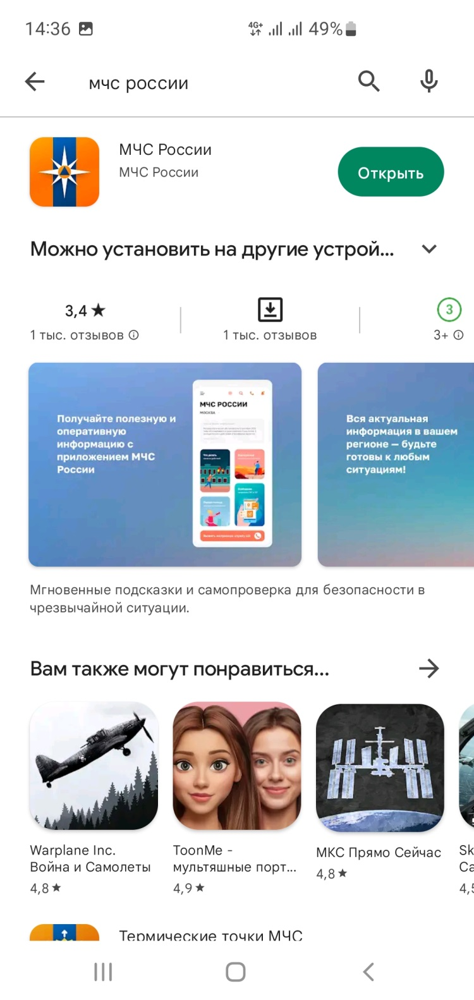 14:36
4G+
49%
мчс россии
МЧС России
МЧС России
Открыть
Можно установить на другие устрой...
3,4 ★
1 тыс. отзывов
1 тыс. отзывов
3
3+
Получайте полезную и
оперативную
информацию с
приложением МЧС
России
МЧС РОССИИ
МОСКВА
Вся актуальная
информация в вашем
регионе — будьте
готовы к любым
ситуациям!
Мгновенные подсказки и самопроверка для безопасности в
чрезвычайной ситуации.
Вам также могут понравиться...
Warplane Inc.
Война и Самолеты
4,8 ★
ToonMe -
мультяшные порт...
4,9 ★
МКС Прямо Сейчас
4,8 ★
Sk
Ca
4,5
Термические точки МЧС